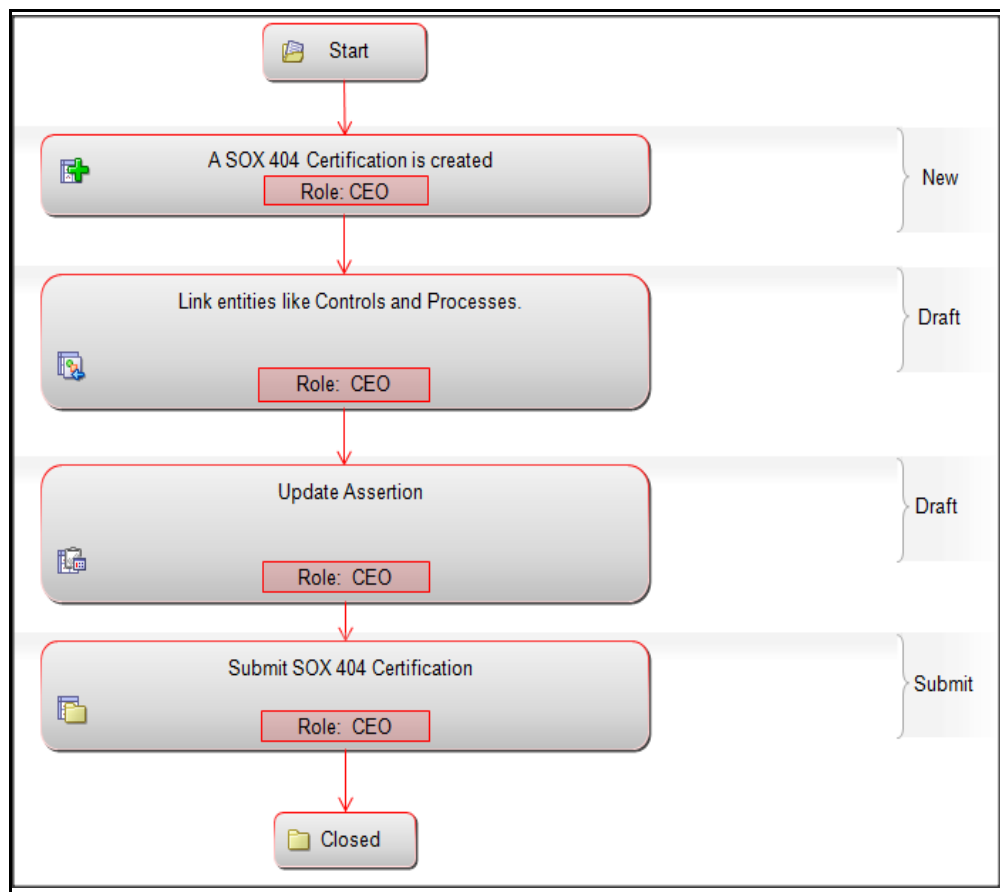 Start
A SOX 404 Certification is created
Role: CEO
New
Link entities like Controls and Processes.
Draft
Role: CEO
Update Assertion
Draft
Role: CEO
Submit SOX 404 Certification
Submit
Role: CEO
Closed